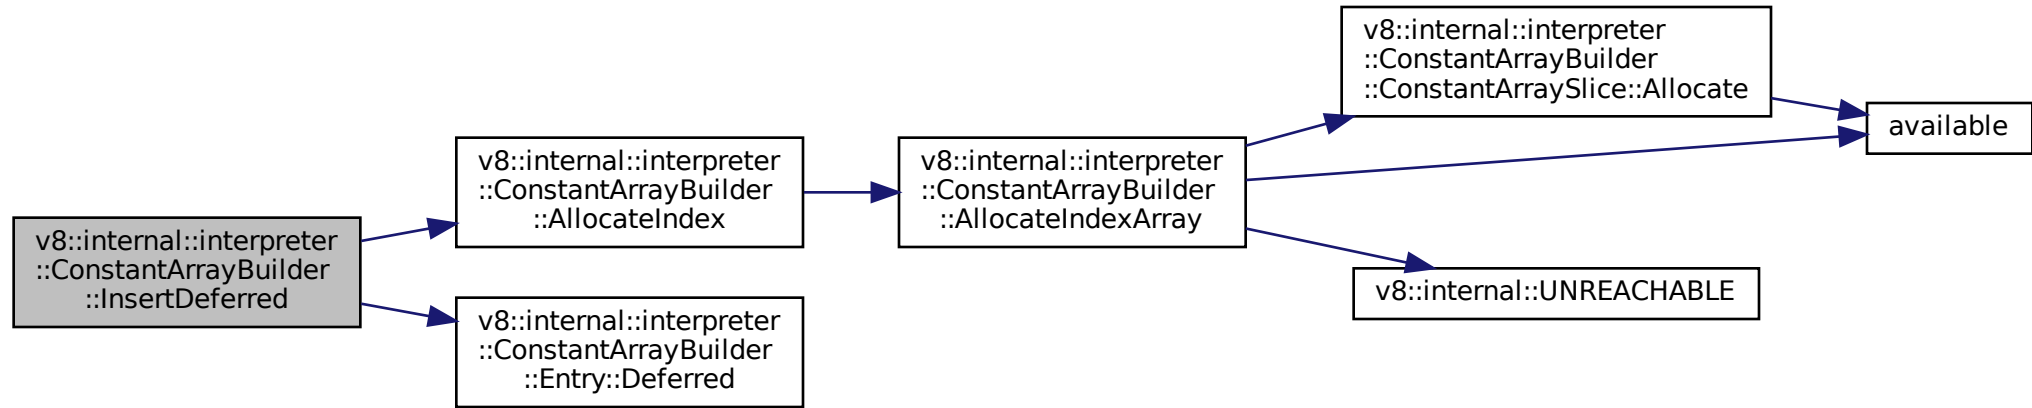 v8::internal::interpreter
::ConstantArrayBuilder
::InsertDeferred
v8::internal::interpreter
::ConstantArrayBuilder
::AllocateIndex
v8::internal::interpreter
::ConstantArrayBuilder
::Entry::Deferred
v8::internal::interpreter
::ConstantArrayBuilder
::AllocateIndexArray
v8::internal::interpreter
::ConstantArrayBuilder
::ConstantArraySlice::Allocate
v8::internal::UNREACHABLE
available